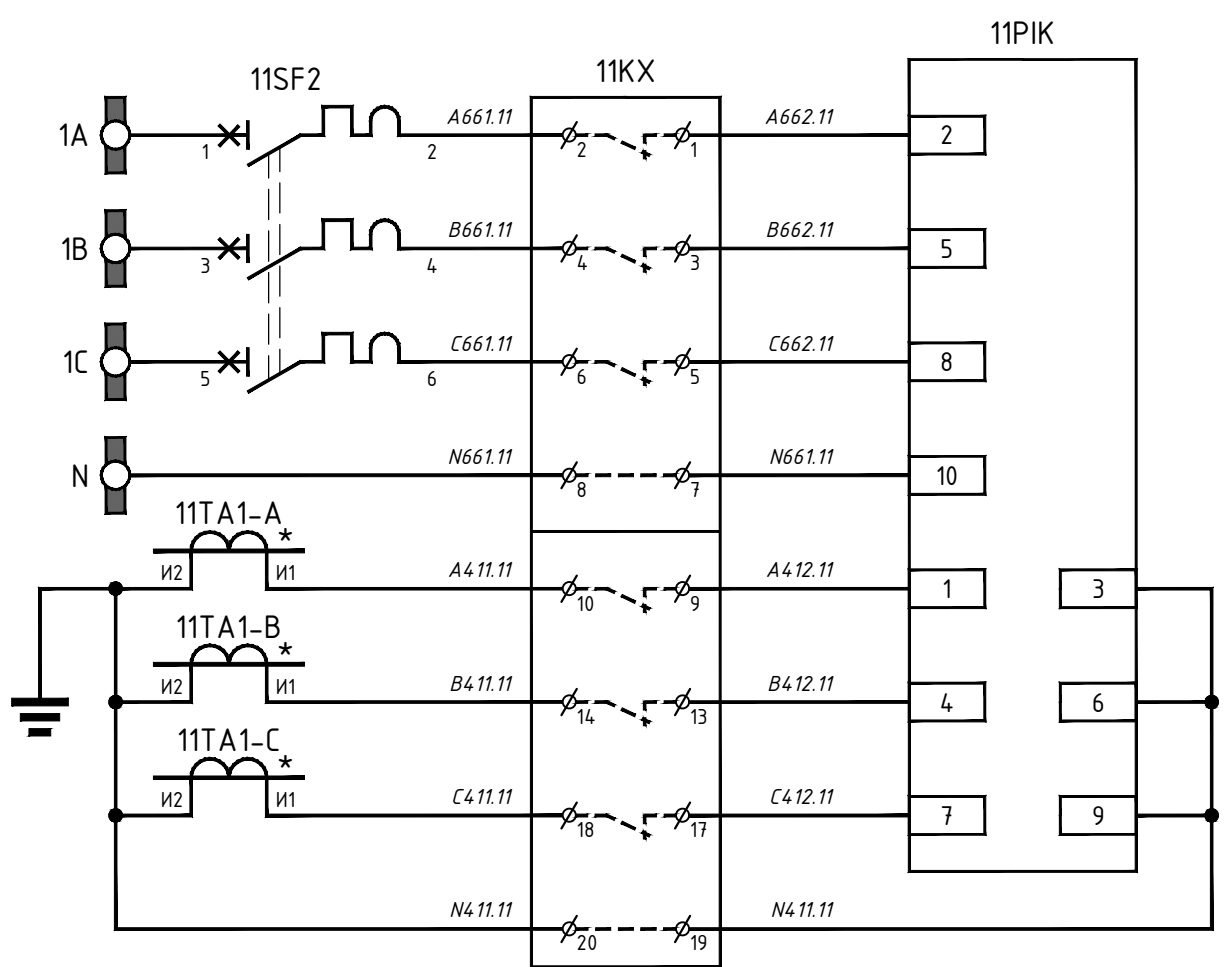 11PIK
11SF2
11KX
1A
1
2
A661.11
2
1
A662.11
2
1B
3
4
B661.11
4
3
B662.11
5
1C
5
6
C661.11
6
5
C662.11
8
N
N661.11
8
7
N661.11
10
11TA1-A
*
И2
И1
A411.11
10
9
A412.11
1
3
11TA1-B
*
И2
И1
B411.11
14
13
B412.11
4
6
11TA1-C
*
И2
И1
C411.11
18
17
C412.11
7
9
N411.11
20
19
N411.11